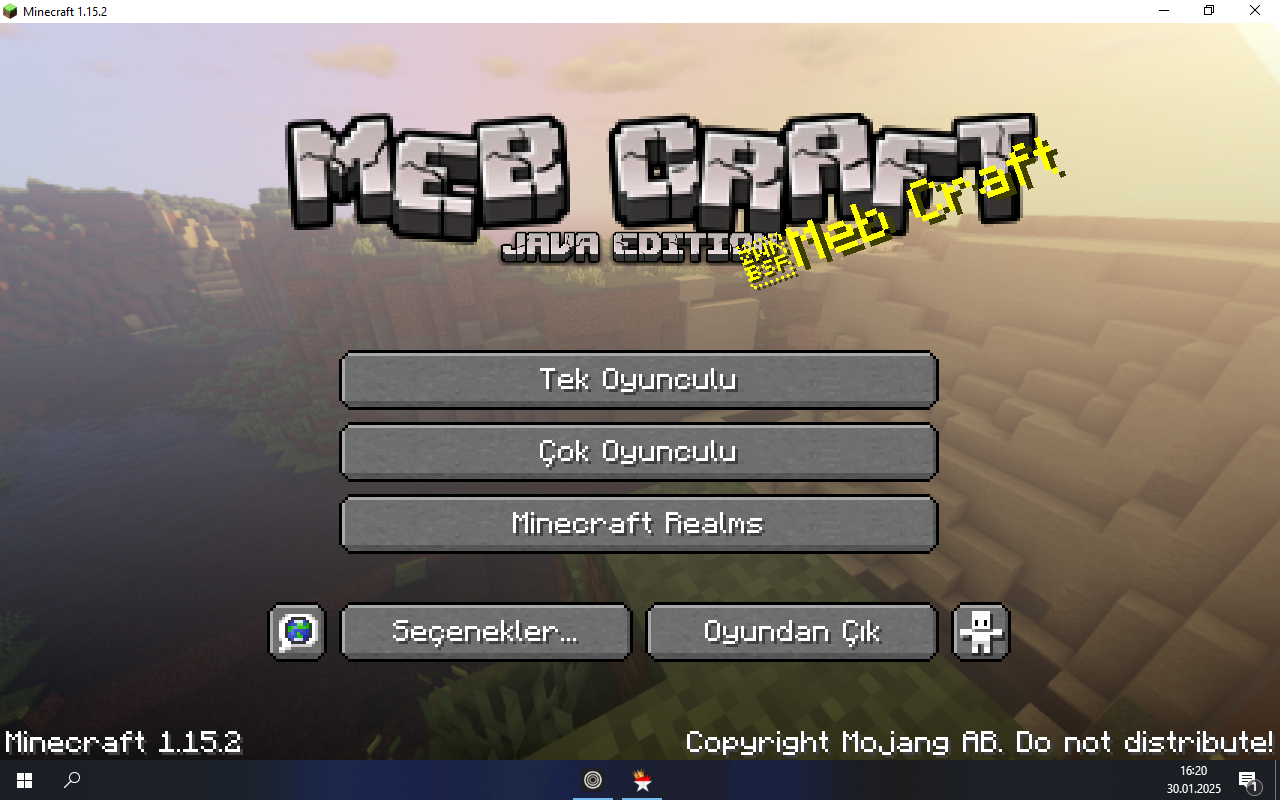 Minecraft 1.15.2
MEB CRAFT
JAVA EDITION
Meb Craft
Tek Oyunculu
Çok Oyunculu
Minecraft Realms
Seçenekler...
Oyundan Çık
Minecraft 1.15.2
Copyright Mojang AB. Do not distribute!
16:20
30.01.2025
1